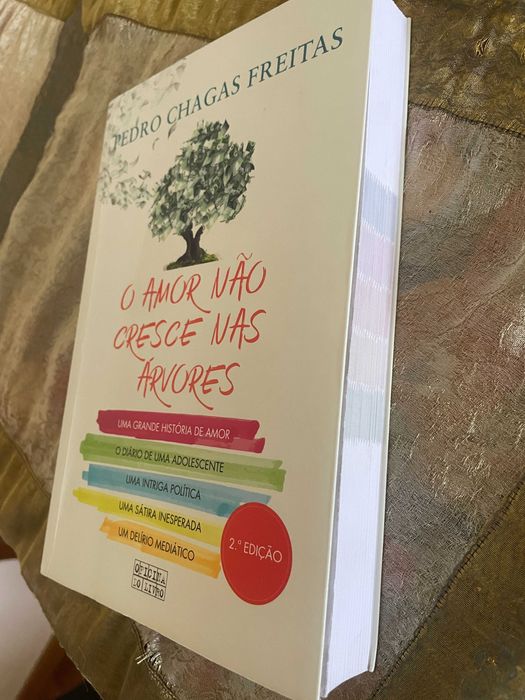 PEDRO CHAGAS FREITAS
O AMOR NÃO
CRESCE NAS
ÁRVORES
UMA GRANDE HISTÓRIA DE AMOR
O DIÁRIO DE UMA ADOLESCENTE
UMA INTRIGA POLÍTICA
UMA SÁTIRA INESPERADA
UM DELÍRIO MEDIÁTICO
2.ª EDIÇÃO
OFICINA
DO LIVRO